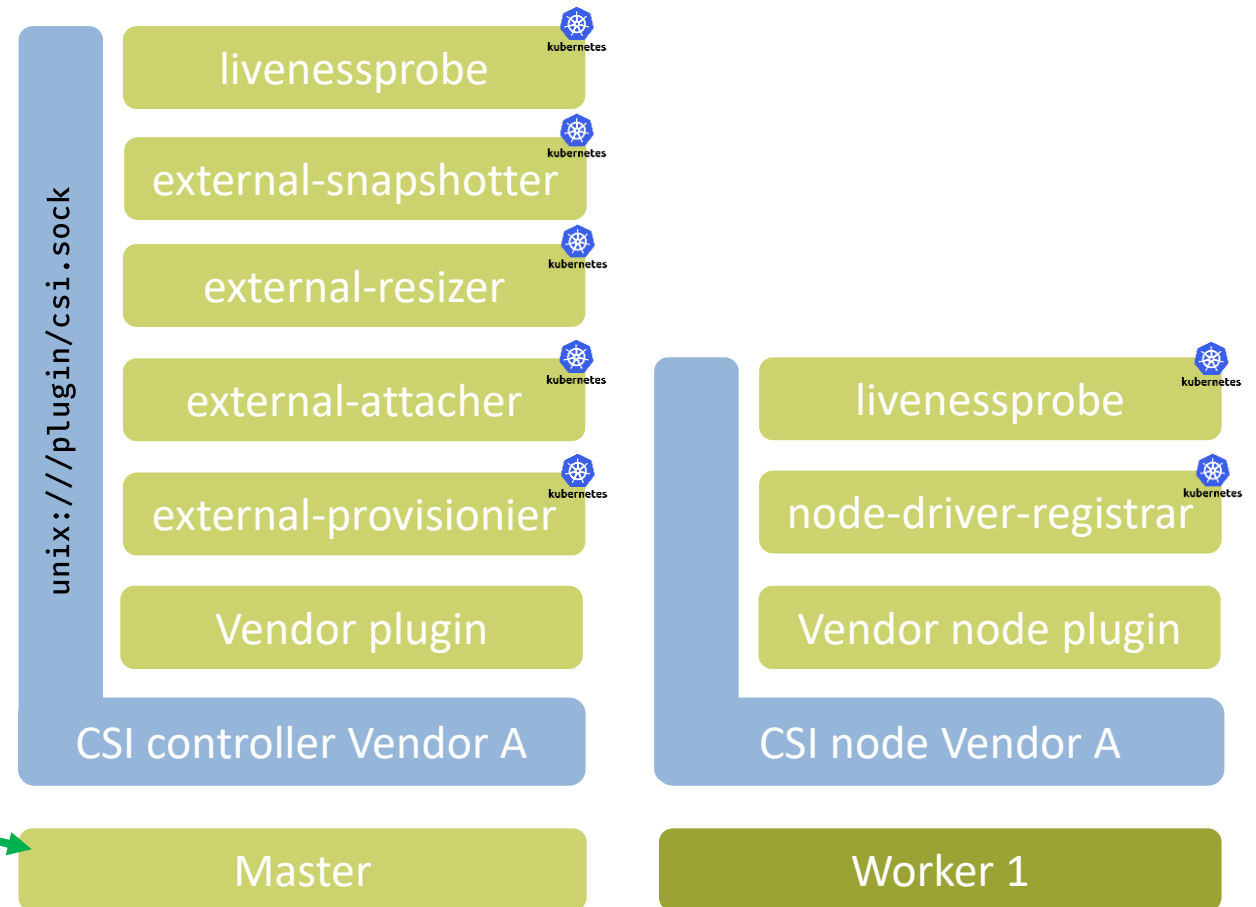 kubernetes
livenessprobe
kubernetes
external-snapshotter
kubernetes
external-resizer
kubernetes
external-attacher
kubernetes
external-provisionier
Vendor plugin
unix:///plugin/csi.sock
CSI controller Vendor A
Master
kubernetes
livenessprobe
kubernetes
node-driver-registrar
Vendor node plugin
CSI node Vendor A
Worker 1